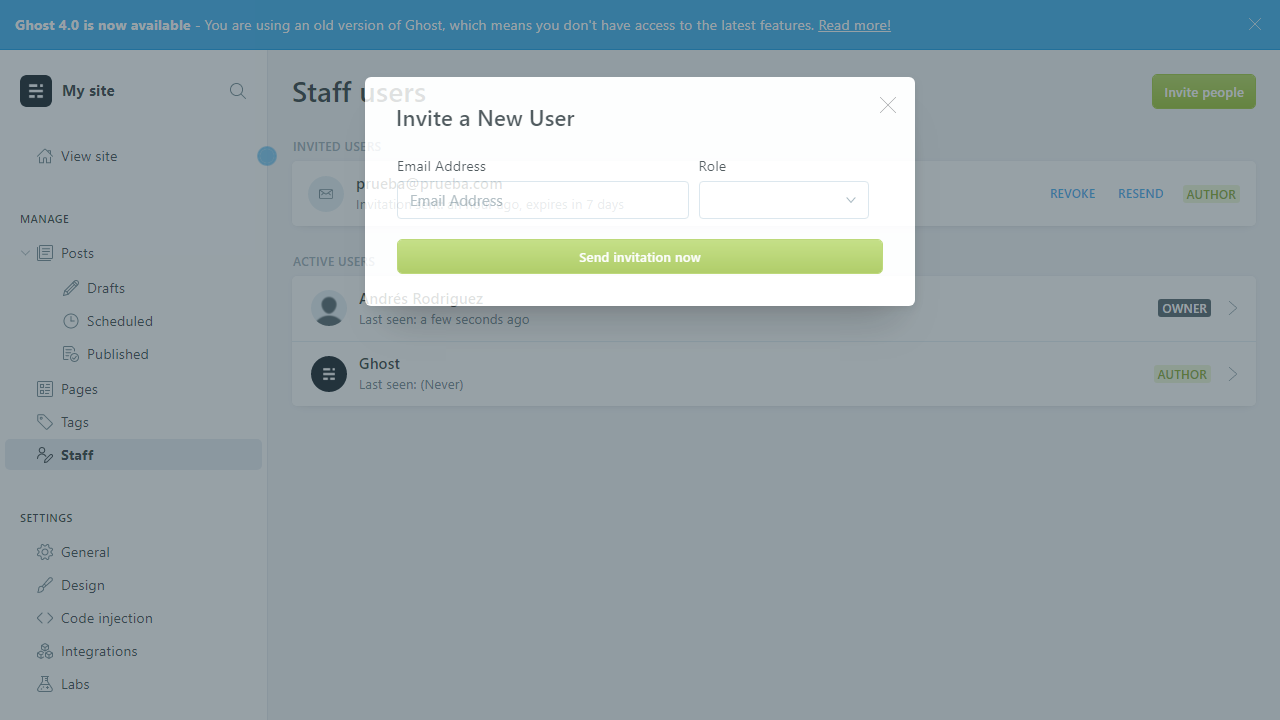 Ghost 4.0 is now available - You are using an old version of Ghost, which means you don't have access to the latest features. Read more!
My site
View site
MANAGE
Posts
Drafts
Scheduled
Published
Pages
Tags
Staff
SETTINGS
General
Design
Code injection
Integrations
Labs
Staff users
Invite people
Invite a New User
INVITED USERS
Email Address
Role
prueba@prueba.com
Email Address
ago, expires in 7 days
REVOKE
RESEND
AUTHOR
Send invitation now
ACTIVE USERS
Andrés Rodriguez
Last seen: a few seconds ago
OWNER
Ghost
Last seen: (Never)
AUTHOR